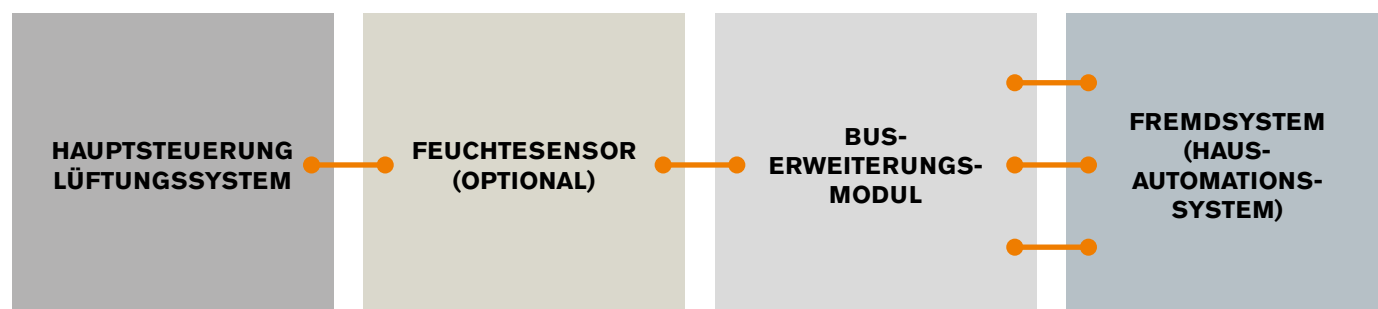 HAUPTSTEUERUNG
LÜFTUNGSSYSTEM
FEUCHTESENSOR
(OPTIONAL)
BUS-
ERWEITERUNGS-
MODUL
FREMDSYSTEM
(HAUS-
AUTOMATIONS-
SYSTEM)